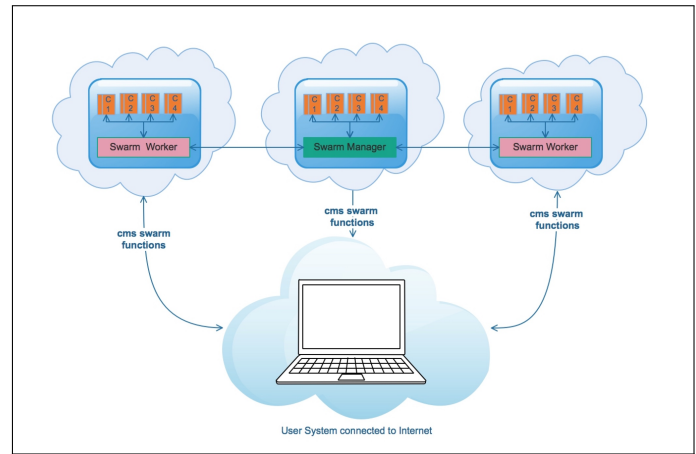 C 1 C 2 C 3 C 4
C 1 C 2 C 3 C 4
C 1 C 2 C 3 C 4
Swarm Worker
Swarm Manager
Swarm Worker
cms swarm
functions
cms swarm
functions
cms swarm
functions
User System connected to Internet